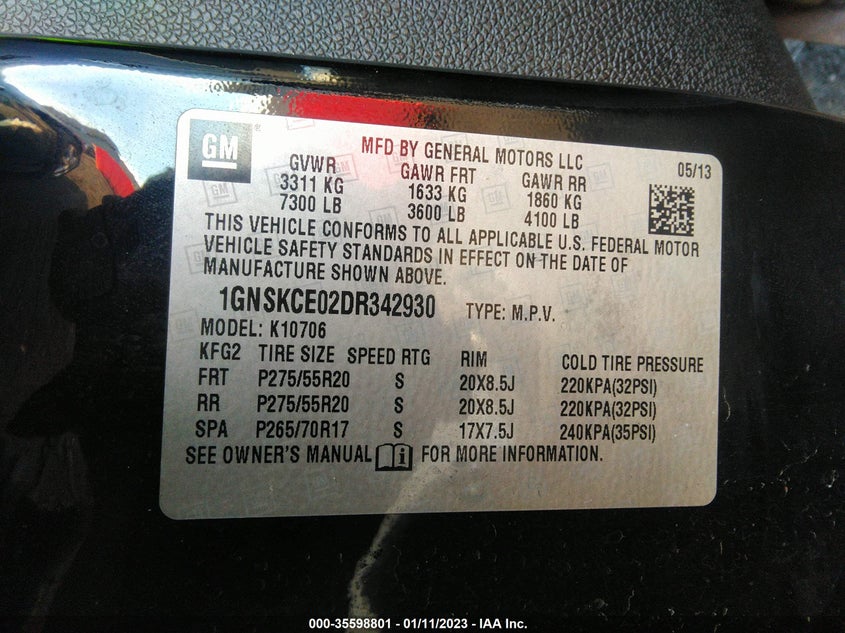 GM ®
MFD BY GENERAL MOTORS LLC
05/13
GVWR GAWR FRT GAWR RR
3311 KG 1633 KG 1860 KG
7300 LB 3600 LB 4100 LB
THIS VEHICLE CONFORMS TO ALL APPLICABLE U.S. FEDERAL MOTOR
VEHICLE SAFETY STANDARDS IN EFFECT ON THE DATE OF
MANUFACTURE SHOWN ABOVE.
1GNSKCE02DR342930 TYPE: M.P.V.
MODEL: K10706
KFG2 TIRE SIZE SPEED RTG RIM COLD TIRE PRESSURE
FRT P275/55R20 S 20X8.5J 220KPA(32PSI)
RR P275/55R20 S 20X8.5J 220KPA(32PSI)
SPA P265/70R17 S 17X7.5J 240KPA(35PSI)
SEE OWNER'S MANUAL i FOR MORE INFORMATION.
000-35598801 - 01/11/2023 - IAA Inc.